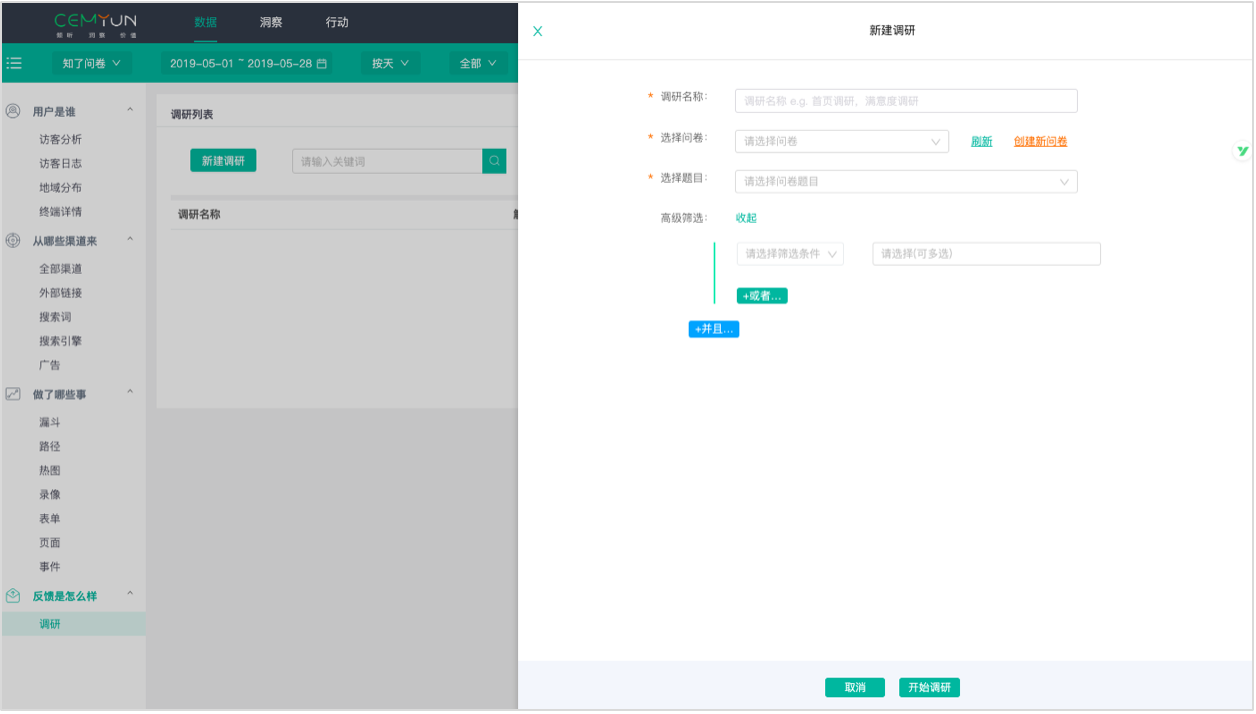 CEMYUN
倾听 洞察 价值
数据
洞察
行动
知了问卷
2019-05-01 ~ 2019-05-28
按天
全部
用户是谁
访客分析
访客日志
地域分布
终端详情
从哪些渠道来
全部渠道
外部链接
搜索词
搜索引擎
广告
做了哪些事
漏斗
路径
热图
录像
表单
页面
事件
反馈是怎么样
调研
调研列表
新建调研
请输入关键词
调研名称
新建调研
* 调研名称:
调研名称 e.g. 首页调研, 满意度调研
* 选择问卷:
请选择问卷
刷新
创建新问卷
* 选择题目:
请选择问卷题目
高级筛选:
收起
请选择筛选条件
请选择(可多选)
+或者...
+并且...
取消
开始调研